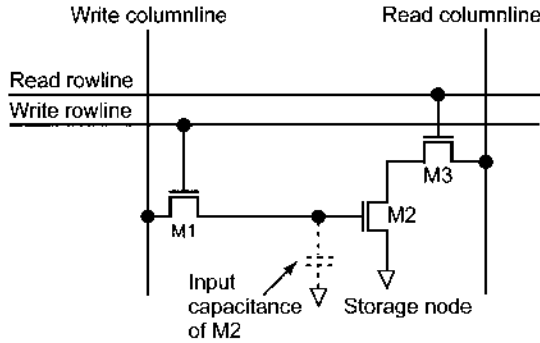 Write columnline
Read columnline
Read rowline
Write rowline
M3
M2
M1
Input
capacitance
of M2
Storage node